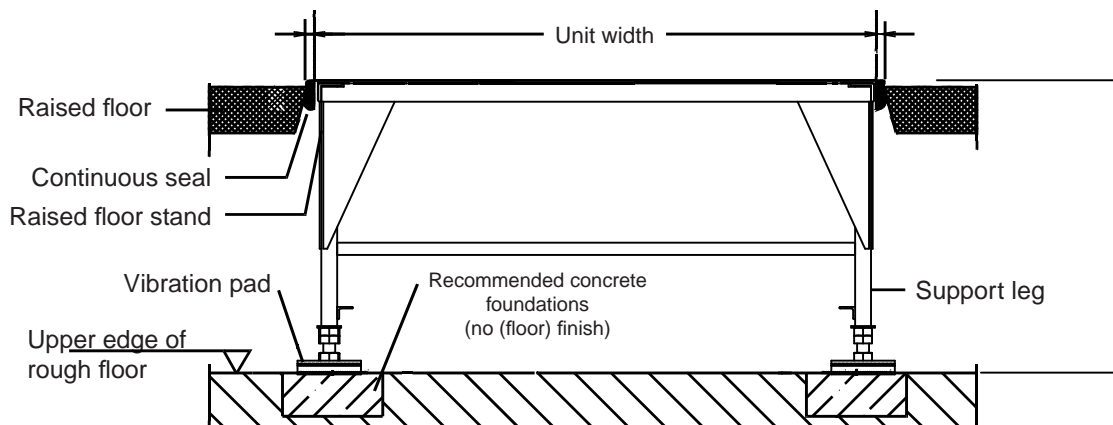 Unit width
Raised floor
Continuous seal
Raised floor stand
Vibration pad
Recommended concrete
foundations
(no (floor) finish)
Support leg
Upper edge of
rough floor